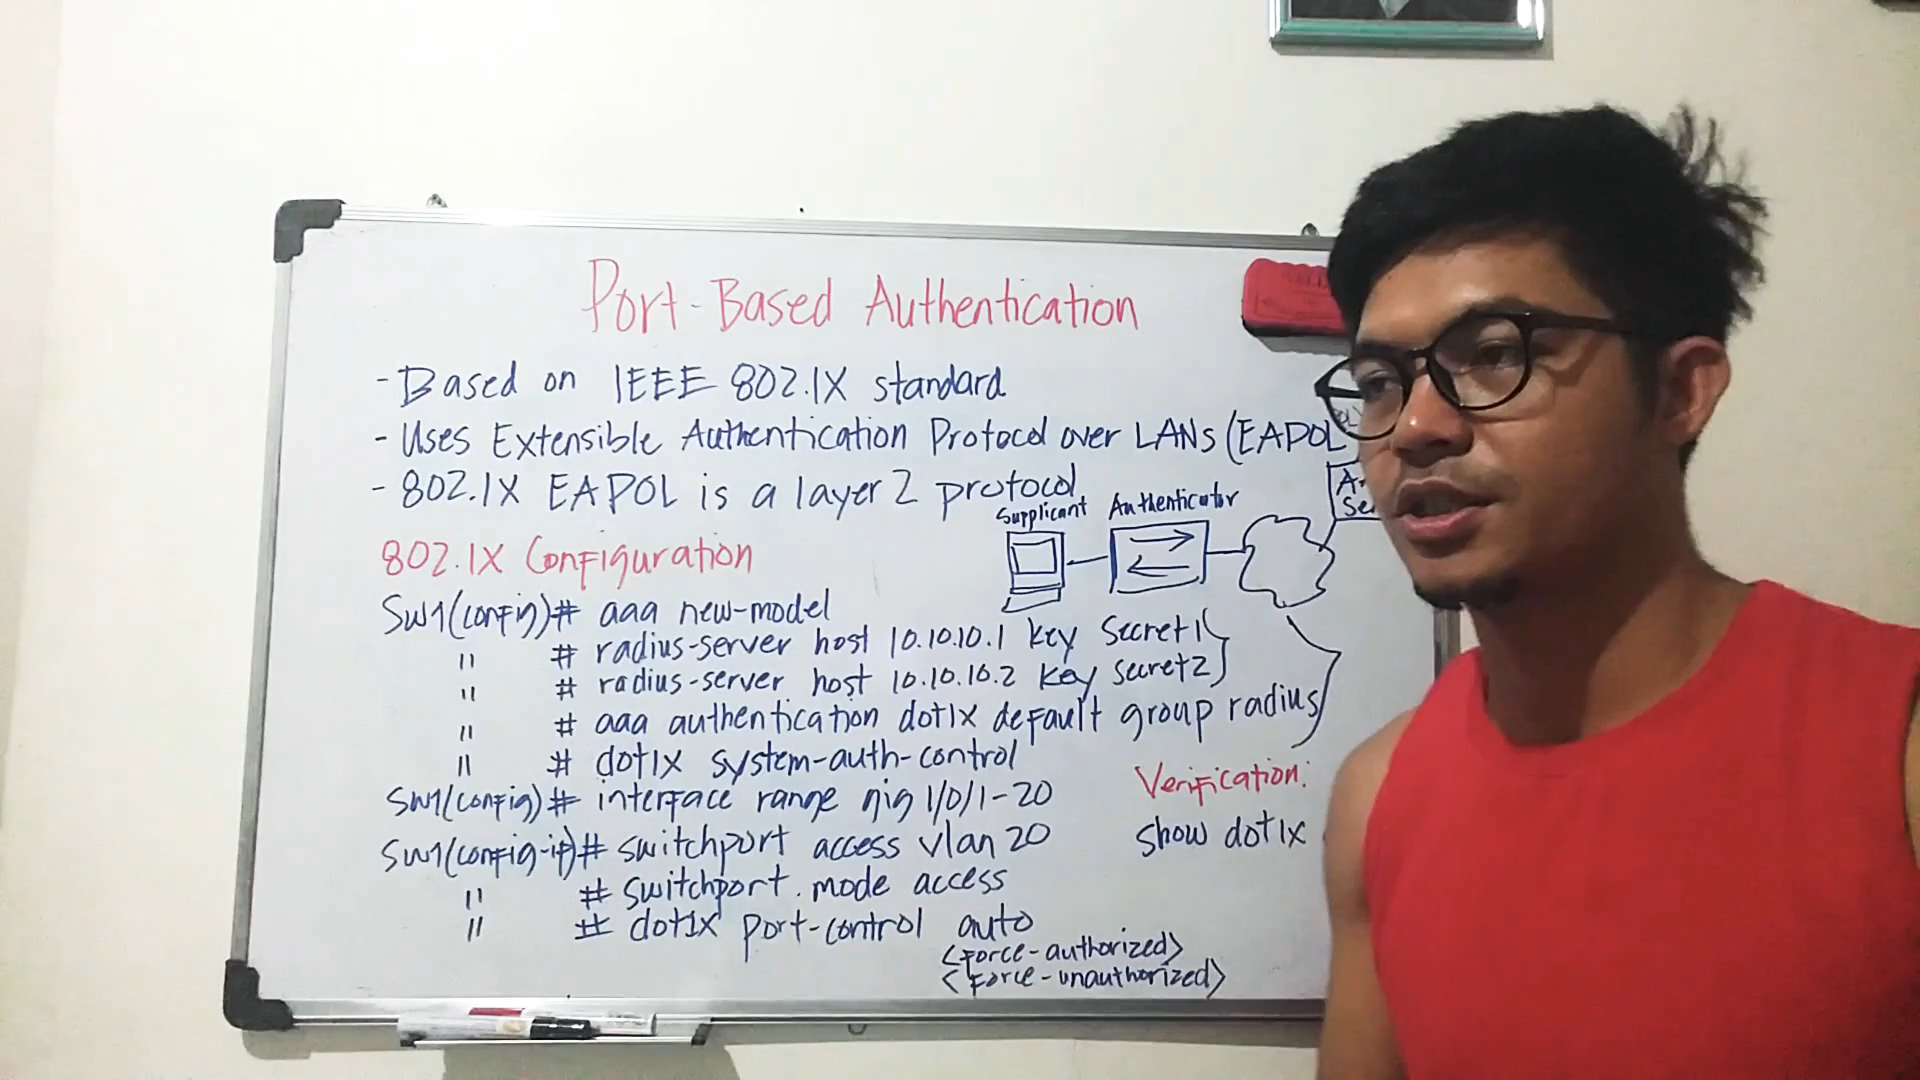 Port-Based Authentication
- Based on IEEE 802.1X standard
- Uses Extensible Authentication Protocol over LANs (EAPOL
- 802.1X EAPOL is a layer 2 protocol
Supplicant
Authenticator
802.1X Configuration
SW1(config)# aaa new-model
" # radius-server host 10.10.10.1 key secret1
" # radius-server host 10.10.10.2 key secret2
" # aaa authentication dot1x default group radius
" # dot1x system-auth-control
SW1(config)# interface range gig 1/0/1-20
SW1(config-if)# switchport access vlan 20
" # switchport mode access
" # dot1x port-control auto
<force-authorized>
<force-unauthorized>
Verification:
show dot1x